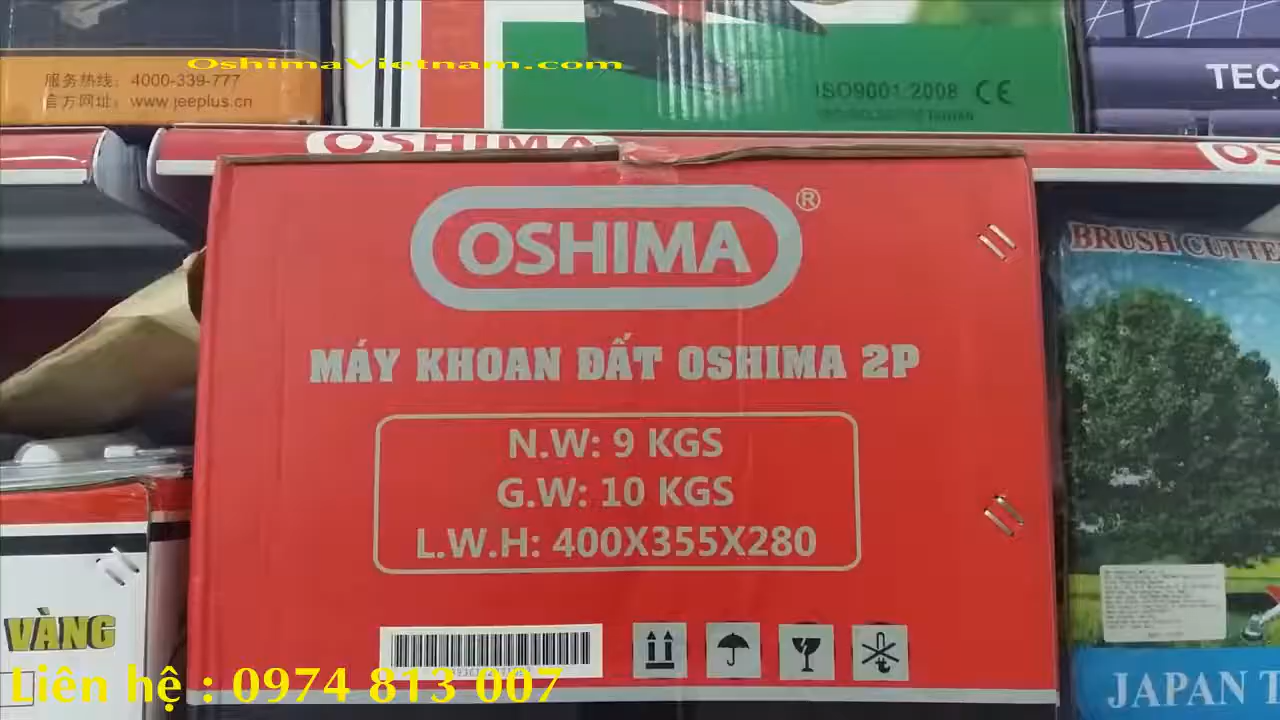 服务热线: 4000-339-777
官方网址: www.jeeplus.cn
OshimaVietnam.com
ISO9001:2008 CE
TEC
OSHIMA
OS
OSHIMA®
BRUSH CUTTE
MÁY KHOAN ĐẤT OSHIMA 2P
N.W: 9 KGS
G.W: 10 KGS
L.W.H: 400X355X280
VÀNG
JAPAN T
Liên hệ : 0974 813 007